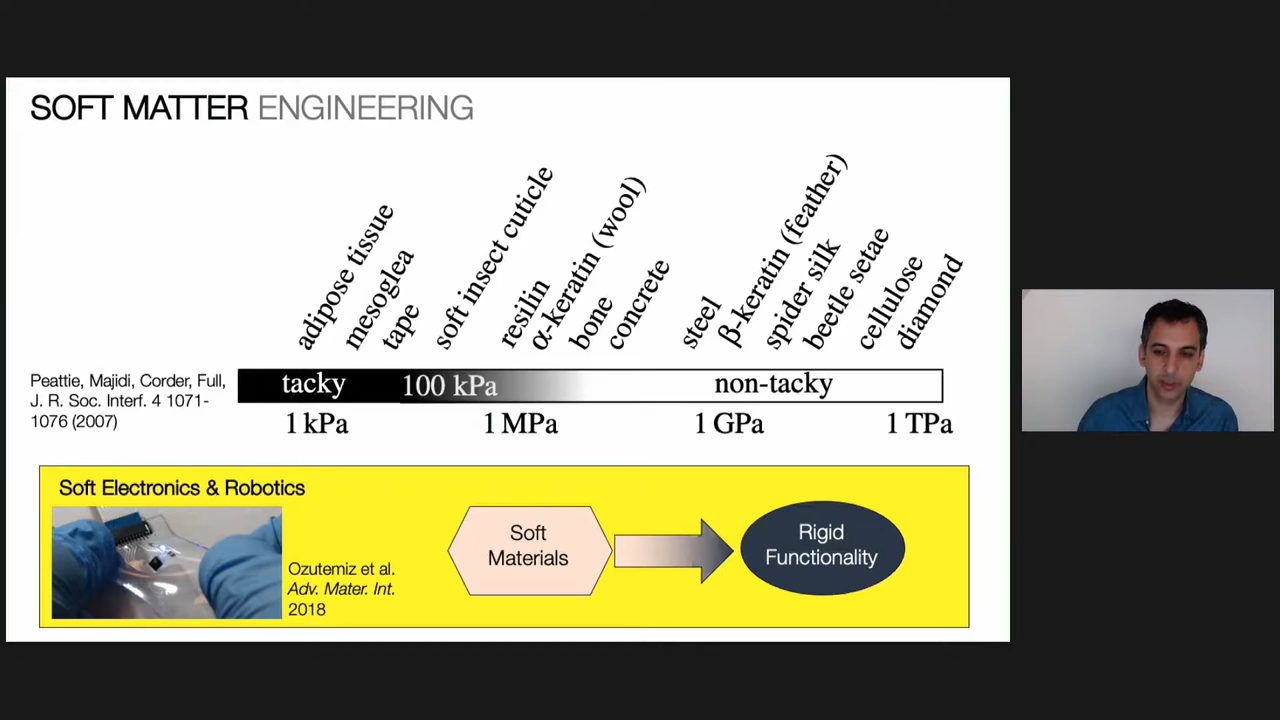 SOFT MATTER ENGINEERING
adipose tissue
mesoglea
tape
soft insect cuticle
resilin
α-keratin (wool)
bone
concrete
steel
β-keratin (feather)
spider silk
beetle setae
cellulose
diamond
Peattie, Majidi, Corder, Full,
J. R. Soc. Interf. 4 1071-
1076 (2007)
tacky 100 kPa non-tacky
1 kPa 1 MPa 1 GPa 1 TPa
Soft Electronics & Robotics
Ozutemiz et al.
Adv. Mater. Int.
2018
Soft
Materials
Rigid
Functionality